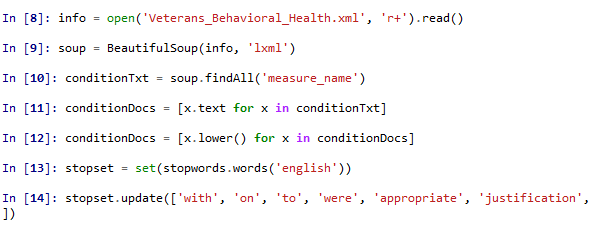 In [8]: info = open('Veterans_Behavioral_Health.xml', 'r+').read()
In [9]: soup = BeautifulSoup(info, 'lxml')
In [10]: conditionTxt = soup.findAll('measure_name')
In [11]: conditionDocs = [x.text for x in conditionTxt]
In [12]: conditionDocs = [x.lower() for x in conditionDocs]
In [13]: stopset = set(stopwords.words('english'))
In [14]: stopset.update(['with', 'on', 'to', 'were', 'appropriate', 'justification',
])